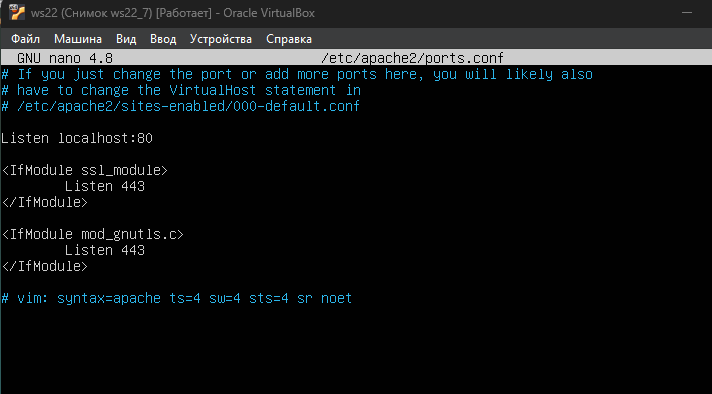 ws22 (Снимок ws22_7) [Работает] - Oracle VirtualBox
Файл Машина Вид Ввод Устройства Справка
GNU nano 4.8 /etc/apache2/ports.conf
# If you just change the port or add more ports here, you will likely also
# have to change the VirtualHost statement in
# /etc/apache2/sites-enabled/000-default.conf
Listen localhost:80
<IfModule ssl_module>
Listen 443
</IfModule>
<IfModule mod_gnutls.c>
Listen 443
</IfModule>
# vim: syntax=apache ts=4 sw=4 sts=4 sr noet